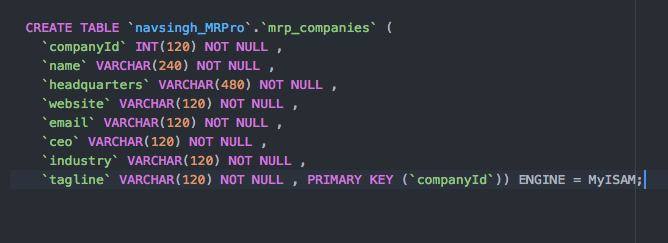 CREATE TABLE `navsingh_MRPro`.`mrp_companies` (
`companyId` INT(120) NOT NULL ,
`name` VARCHAR(240) NOT NULL ,
`headquarters` VARCHAR(480) NOT NULL ,
`website` VARCHAR(120) NOT NULL ,
`email` VARCHAR(120) NOT NULL ,
`ceo` VARCHAR(120) NOT NULL ,
`industry` VARCHAR(120) NOT NULL ,
`tagline` VARCHAR(120) NOT NULL , PRIMARY KEY (`companyId`)) ENGINE = MyISAM;